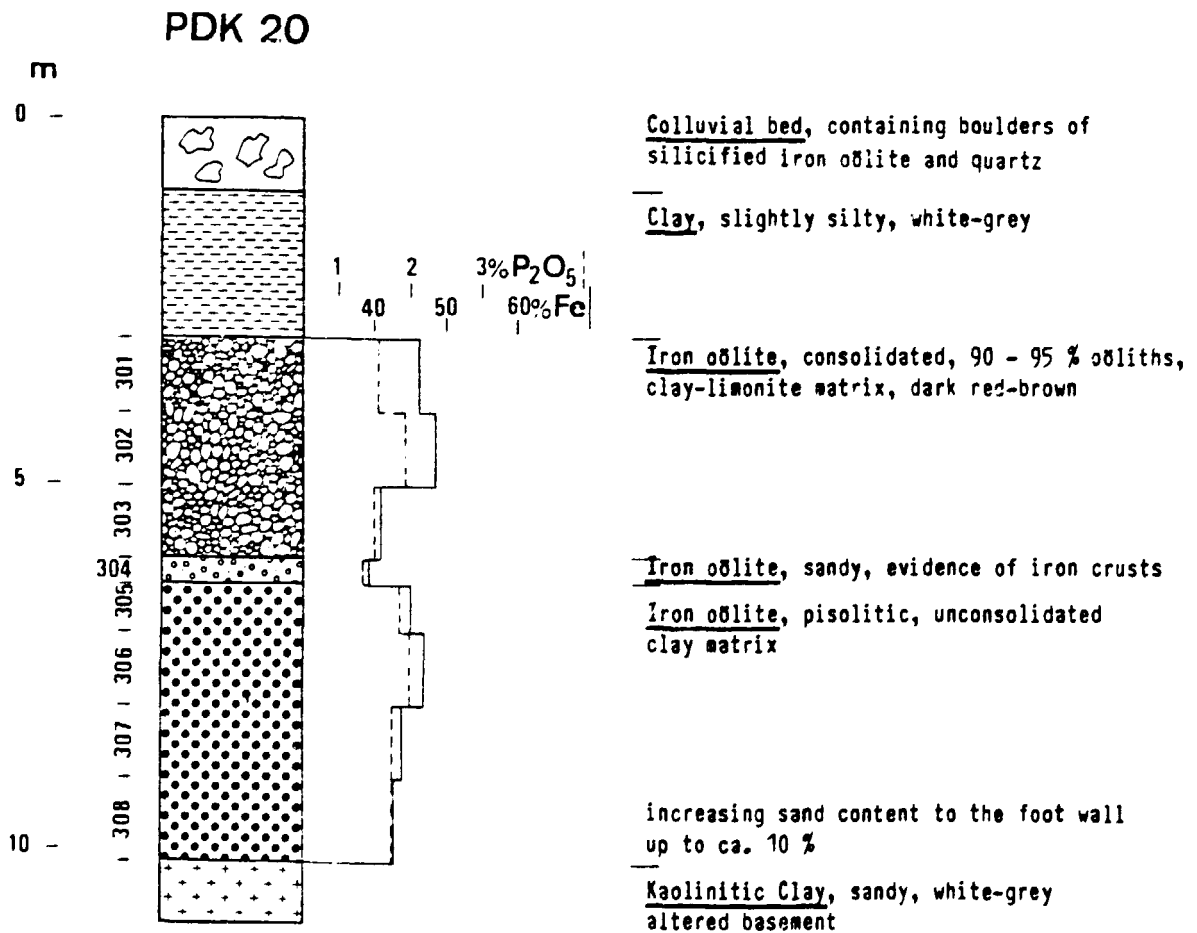 PDK 20
m
0
Colluvial bed, containing boulders of
silicified iron oölite and quartz
Clay, slightly silty, white-grey
1 2 3% P₂O₅
40 50 60% Fe
301
Iron oölite, consolidated, 90 - 95 % oöliths,
clay-limonite matrix, dark red-brown
302
5
303
304
Iron oölite, sandy, evidence of iron crusts
305
Iron oölite, pisolitic, unconsolidated
clay matrix
306
307
308
increasing sand content to the foot wall
up to ca. 10 %
10
Kaolinitic Clay, sandy, white-grey
altered basement